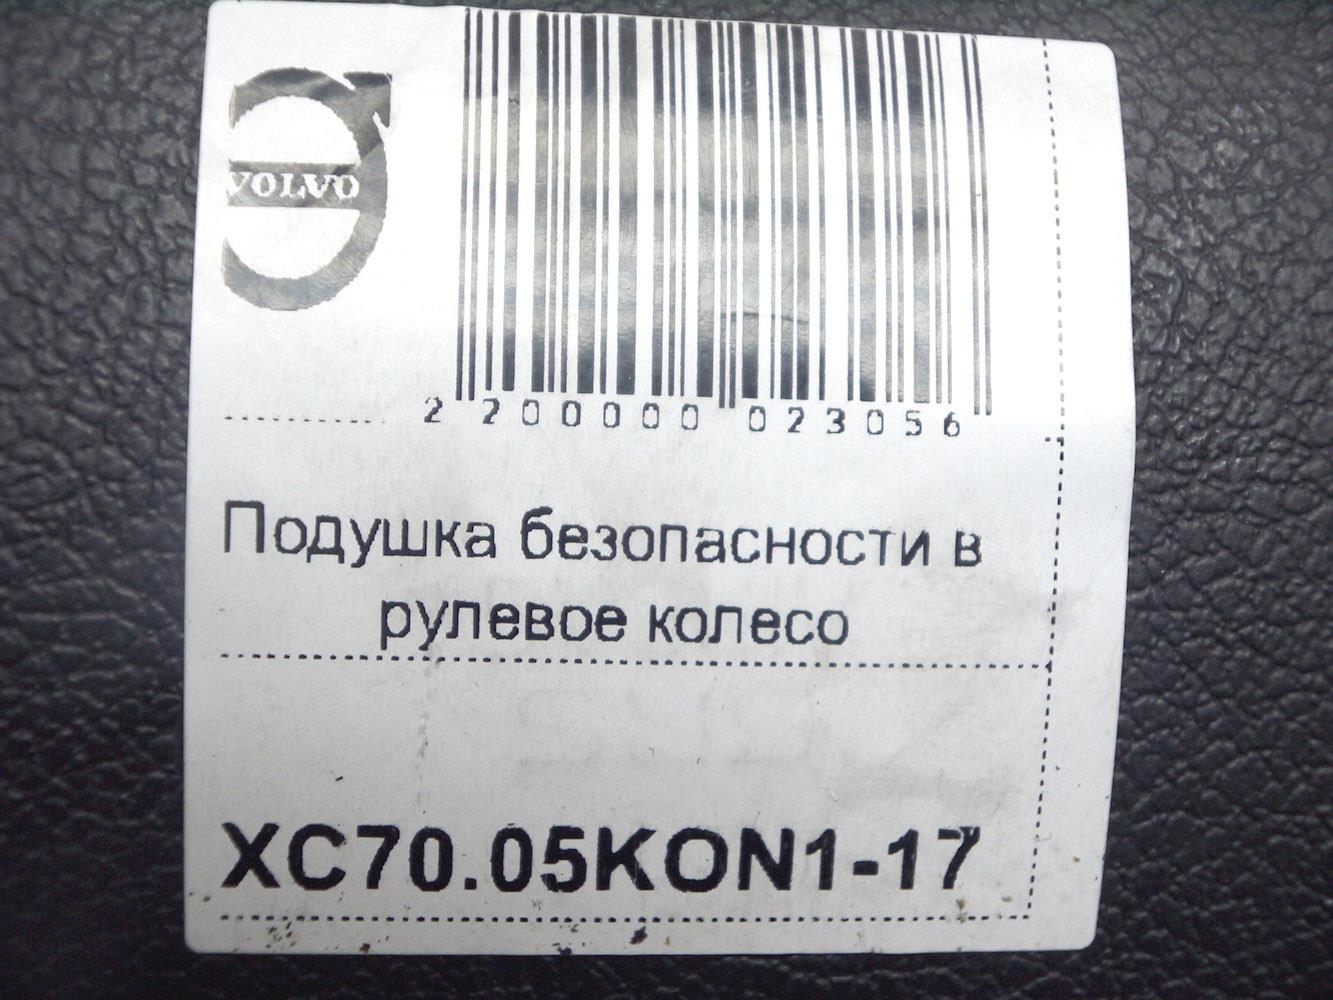 VOLVO
2 200000 023056
Подушка безопасности в
рулевое колесо
XC70.05KON1-17